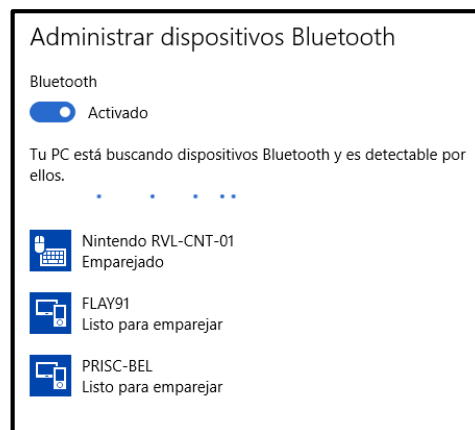 Administrar dispositivos Bluetooth
Bluetooth
Activado
Tu PC está buscando dispositivos Bluetooth y es detectable por
ellos.
Nintendo RVL-CNT-01
Emparejado
FLAY91
Listo para emparejar
PRISC-BEL
Listo para emparejar